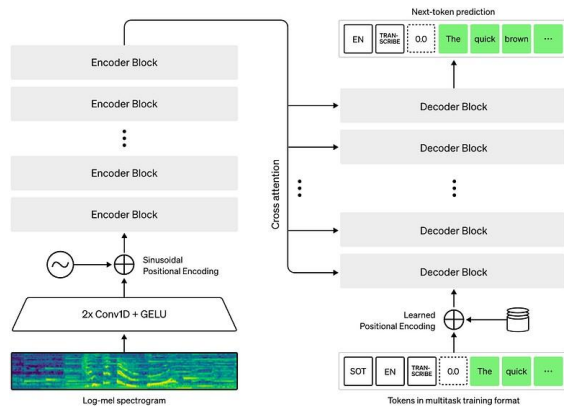 Next-token prediction
EN
TRAN-
SCRIBE
0.0
The
quick
brown
...
Encoder Block
Encoder Block
Encoder Block
Encoder Block
Sinusoidal
Positional Encoding
2x Conv1D + GELU
Log-mel spectrogram
Cross attention
Decoder Block
Decoder Block
Decoder Block
Decoder Block
Learned
Positional Encoding
SOT
EN
TRAN-
SCRIBE
0.0
The
quick
...
Tokens in multitask training format